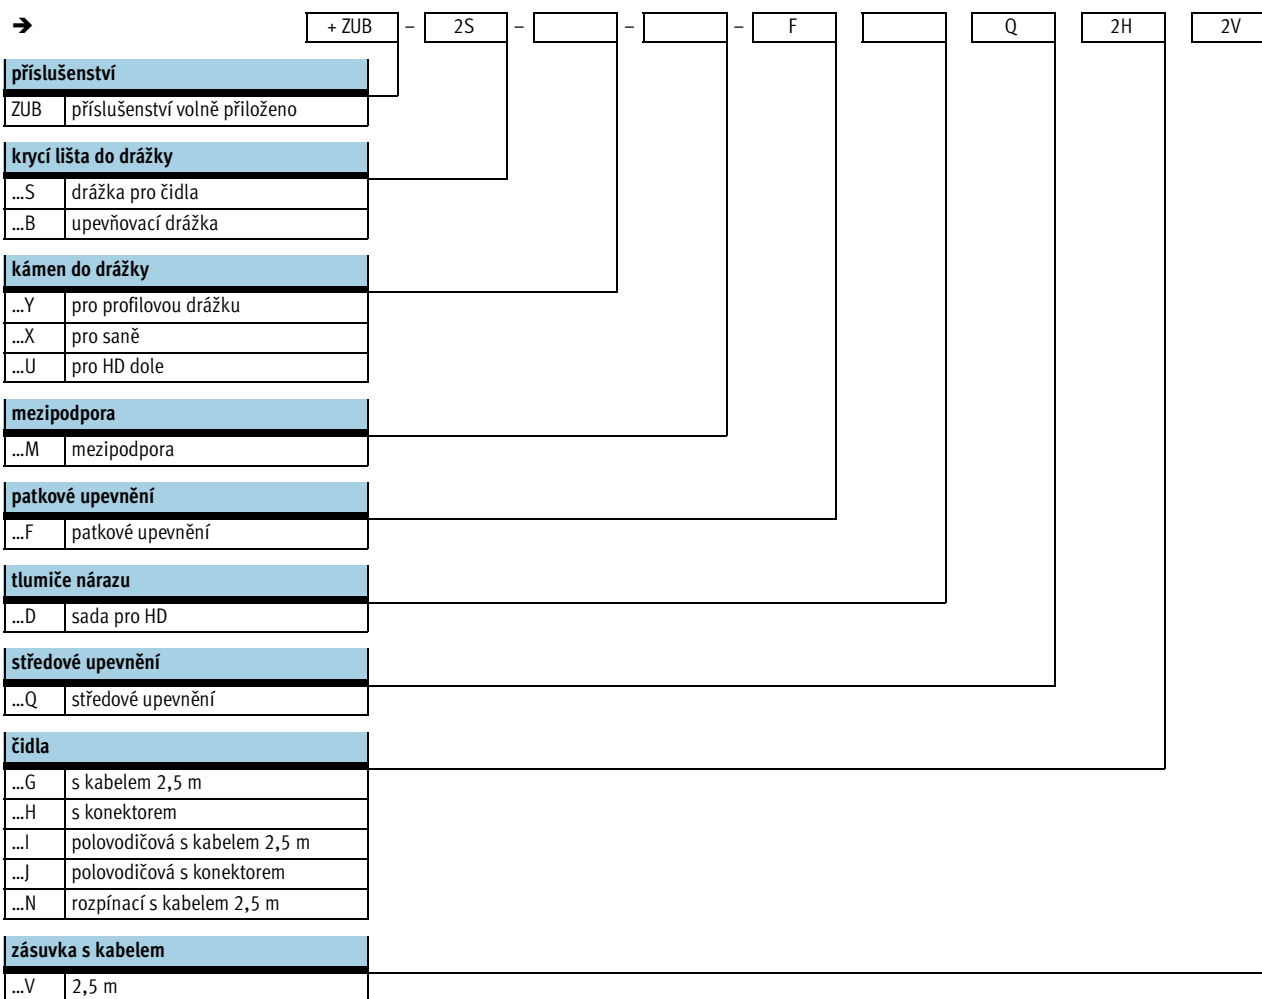 ➔ + ZUB – 2S – – – F Q 2H 2V
příslušenství
ZUB příslušenství volně přiloženo
krycí lišta do drážky
...S drážka pro čidla
...B upevňovací drážka
kámen do drážky
...Y pro profilovou drážku
...X pro saně
...U pro HD dole
mezipodpora
...M mezipodpora
patkové upevnění
...F patkové upevnění
tlumiče nárazu
...D sada pro HD
středové upevnění
...Q středové upevnění
čidla
...G s kabelem 2,5 m
...H s konektorem
...I polovodičová s kabelem 2,5 m
...J polovodičová s konektorem
...N rozpínací s kabelem 2,5 m
zásuvka s kabelem
...V 2,5 m